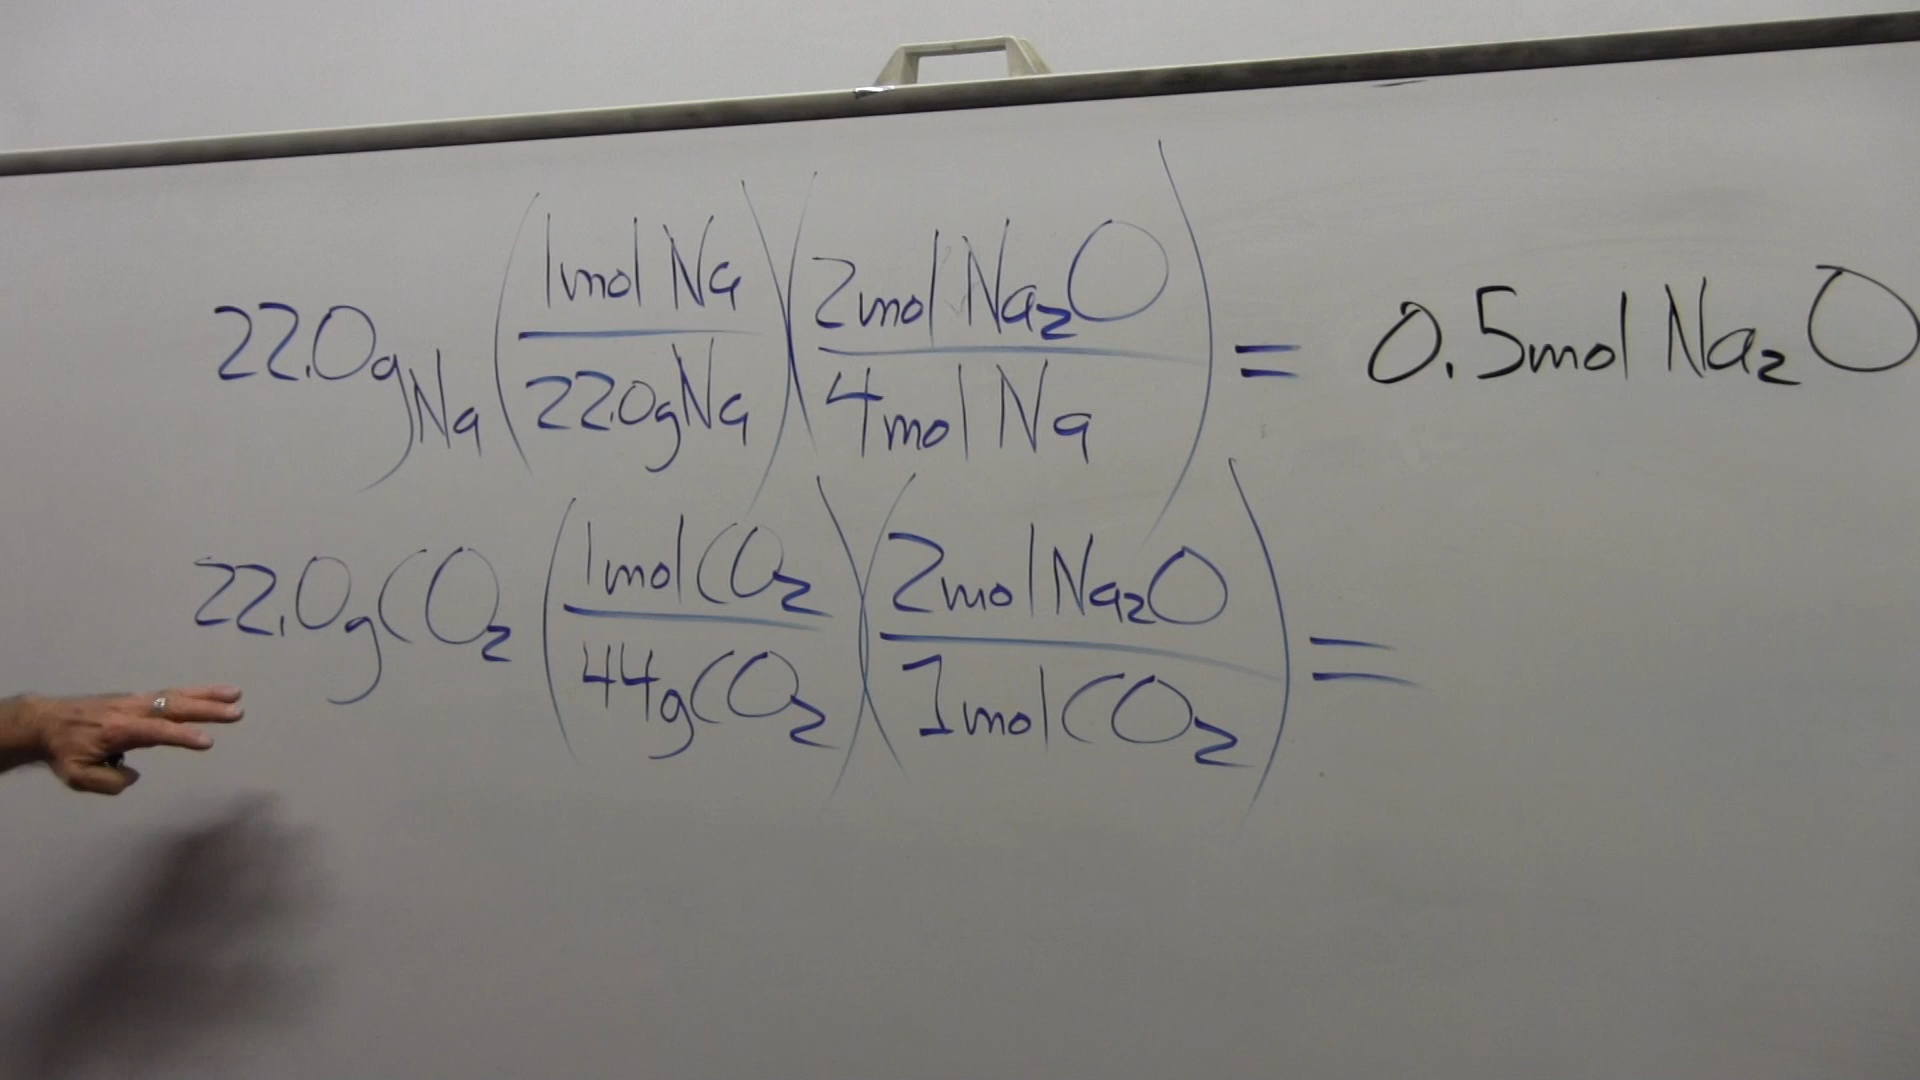 22.0g Na (1mol Na / 22.0g Na)(2mol Na₂O / 4mol Na) = 0.5mol Na₂O
22.0g CO₂ (1mol CO₂ / 44g CO₂)(2mol Na₂O / 1mol CO₂) =